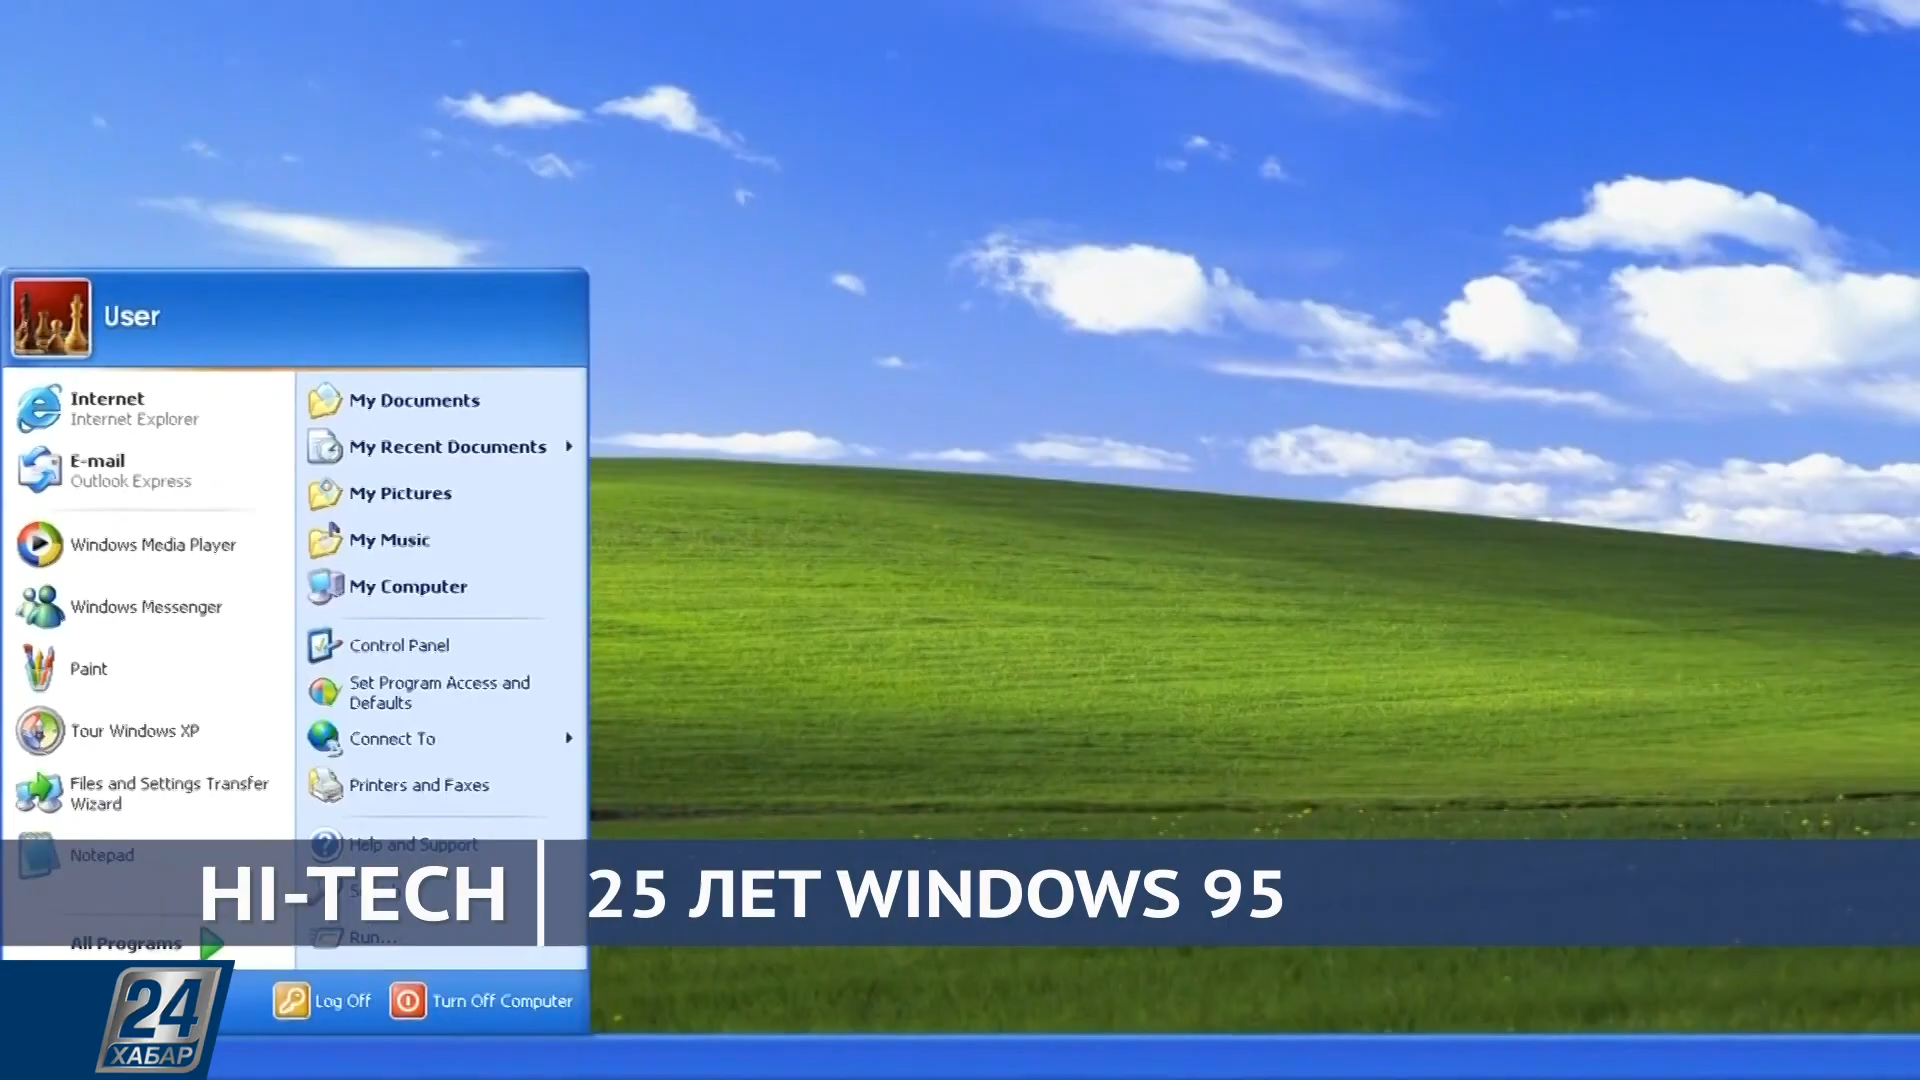 User
Internet
Internet Explorer
E-mail
Outlook Express
Windows Media Player
Windows Messenger
Paint
Tour Windows XP
Files and Settings Transfer
Wizard
Notepad
All Programs
My Documents
My Recent Documents
My Pictures
My Music
My Computer
Control Panel
Set Program Access and
Defaults
Connect To
Printers and Faxes
Help and Support
Run...
Log Off
Turn Off Computer
HI-TECH
25 ЛЕТ WINDOWS 95
24
ХАБАР